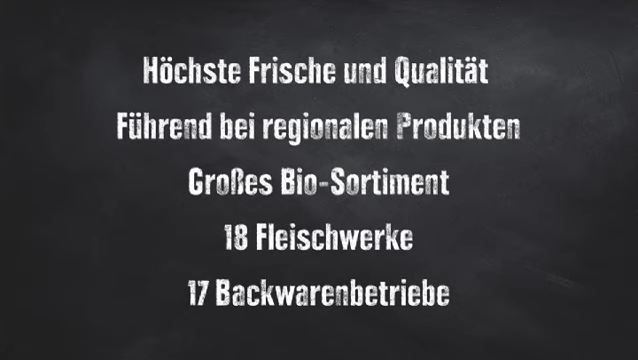 Höchste Frische und Qualität
Führend bei regionalen Produkten
Großes Bio-Sortiment
18 Fleischwerke
17 Backwarenbetriebe